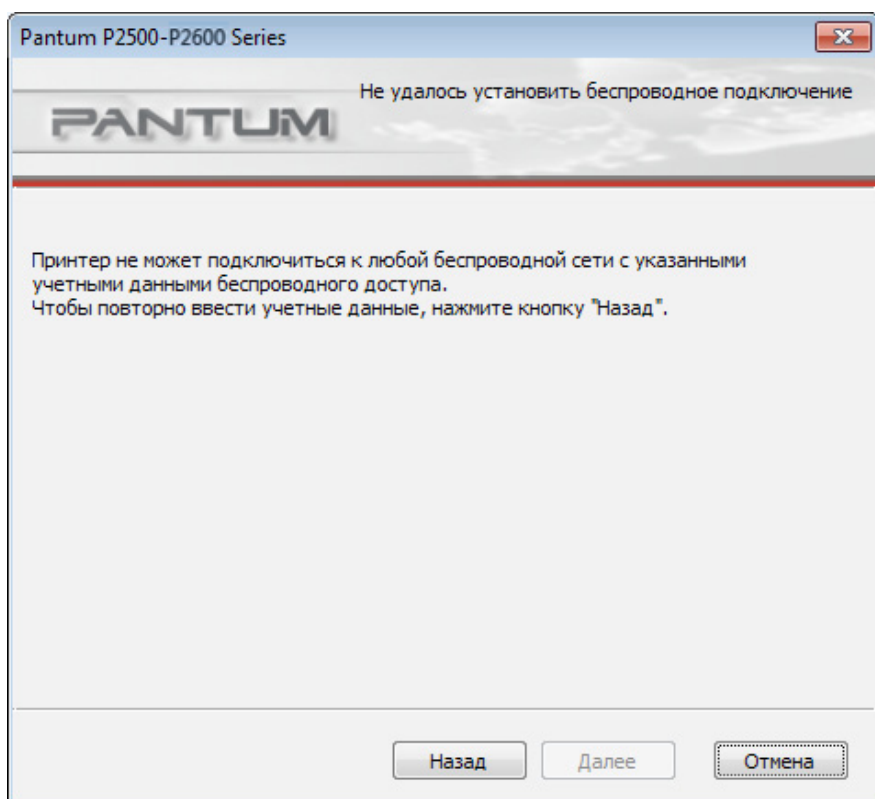 Pantum P2500-P2600 Series
Не удалось установить беспроводное подключение
PANTUM
Принтер не может подключиться к любой беспроводной сети с указанными
учетными данными беспроводного доступа.
Чтобы повторно ввести учетные данные, нажмите кнопку "Назад".
Назад
Далее
Отмена